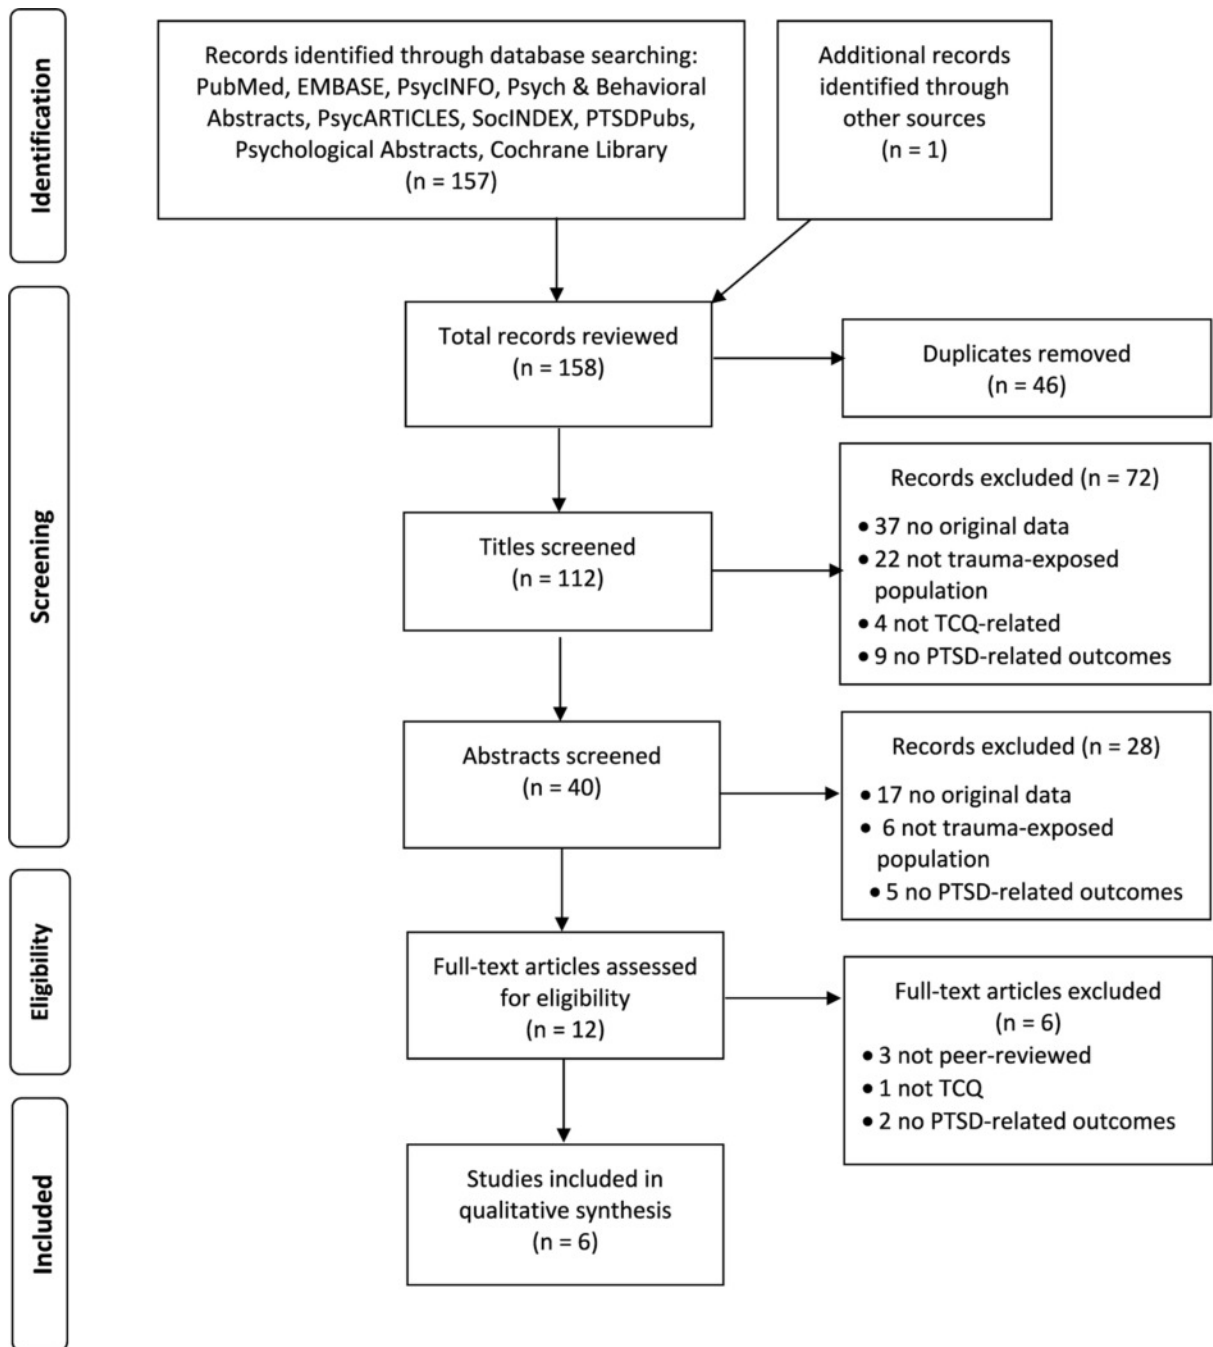 Identification
Records identified through database searching:
PubMed, EMBASE, PsycINFO, Psych & Behavioral
Abstracts, PsycARTICLES, SocINDEX, PTSDPubs,
Psychological Abstracts, Cochrane Library
(n = 157)
Additional records
identified through
other sources
(n = 1)
Screening
Total records reviewed
(n = 158)
Duplicates removed
(n = 46)
Titles screened
(n = 112)
Records excluded (n = 72)
• 37 no original data
• 22 not trauma-exposed
population
• 4 not TCQ-related
• 9 no PTSD-related outcomes
Abstracts screened
(n = 40)
Records excluded (n = 28)
• 17 no original data
• 6 not trauma-exposed
population
• 5 no PTSD-related outcomes
Eligibility
Full-text articles assessed
for eligibility
(n = 12)
Full-text articles excluded
(n = 6)
• 3 not peer-reviewed
• 1 not TCQ
• 2 no PTSD-related outcomes
Included
Studies included in
qualitative synthesis
(n = 6)